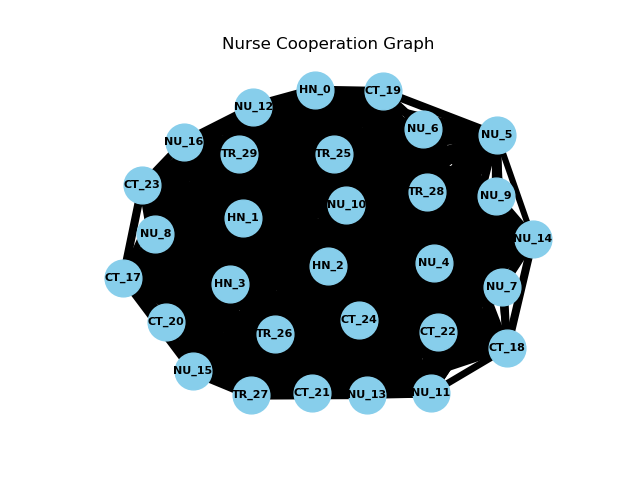 Nurse Cooperation Graph
HN_0
CT_19
NU_12
NU_6
NU_5
NU_16
TR_29
TR_25
CT_23
TR_28
NU_9
NU_10
HN_1
NU_8
NU_14
HN_2
NU_4
CT_17
HN_3
NU_7
CT_20
CT_24
TR_26
CT_22
CT_18
NU_15
TR_27
CT_21
NU_13
NU_11